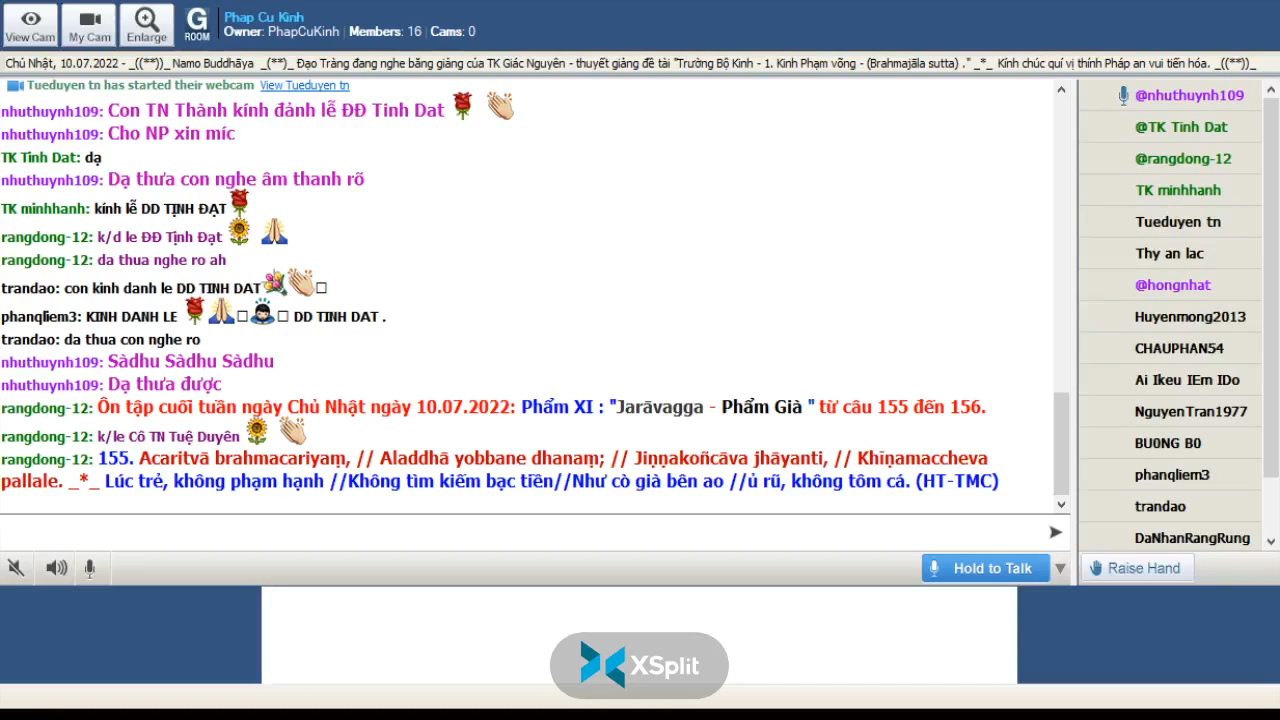 View Cam
My Cam
Enlarge
G
ROOM
Phap Cu Kinh
Owner: PhapCuKinh | Members: 16 | Cams: 0
Chủ Nhật, 10.07.2022 - _((**))_ Namo Buddhāya _(**)_ Đạo Tràng đang nghe băng giảng của TK Giác Nguyên - thuyết giảng đề tài "Trường Bộ Kinh - 1. Kinh Phạm võng - (Brahmajāla sutta) ." _*_ Kính chúc quí vị thính Pháp an vui tiến hóa. _((**))_
Tueduyen tn has started their webcam View Tueduyen tn
nhuthuynh109: Con TN Thành kính đảnh lễ ĐĐ Tinh Dat
nhuthuynh109: Cho NP xin míc
TK Tinh Dat: dạ
nhuthuynh109: Dạ thưa con nghe âm thanh rõ
TK minhhanh: kính lễ DD TỊNH ĐẠT
rangdong-12: k/d le ĐĐ Tịnh Đạt
rangdong-12: da thua nghe ro ah
trandao: con kinh danh le DD TINH DAT
phanqliem3: KINH DANH LE DD TINH DAT .
trandao: da thua con nghe ro
nhuthuynh109: Sàdhu Sàdhu Sàdhu
nhuthuynh109: Dạ thưa được
rangdong-12: Ôn tập cuối tuần ngày Chủ Nhật ngày 10.07.2022: Phẩm XI : "Jarāvagga - Phẩm Già " từ câu 155 đến 156.
rangdong-12: k/le Cô TN Tuệ Duyên
rangdong-12: 155. Acaritvā brahmacariyaṃ, // Aladdhā yobbane dhanaṃ; // Jiṇṇakoñcāva jhāyanti, // Khīṇamaccheva
pallale. _*_ Lúc trẻ, không phạm hạnh //Không tìm kiếm bạc tiền//Như cò già bên ao //ủ rũ, không tôm cá. (HT-TMC)
@nhuthuynh109
@TK Tinh Dat
@rangdong-12
TK minhhanh
Tueduyen tn
Thy an lac
@hongnhat
Huyenmong2013
CHAUPHAN54
Ai Ikeu IEm IDo
NguyenTran1977
BU0NG B0
phanqliem3
trandao
DaNhanRangRung
Hold to Talk
Raise Hand
XSplit